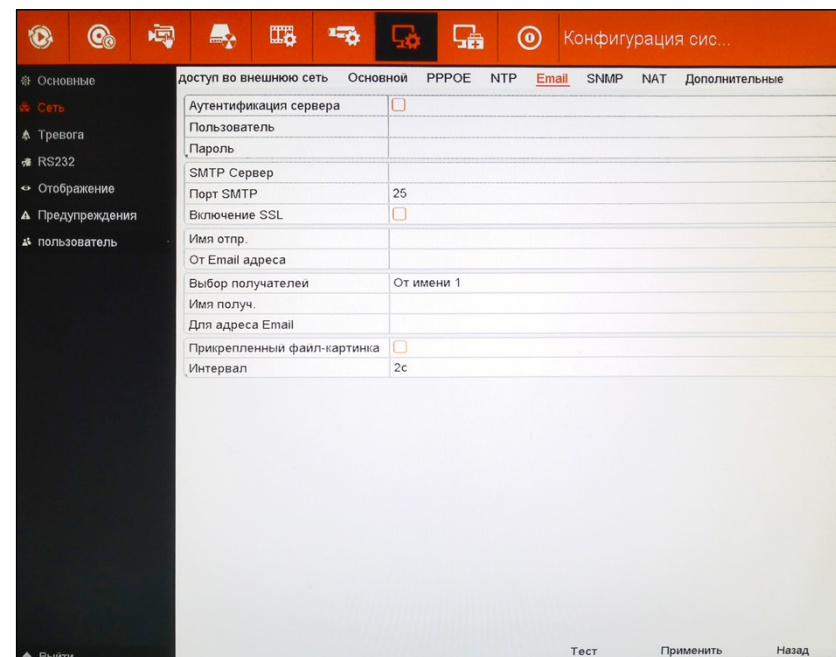 Конфигурация сис...
Основные
Сеть
Тревога
RS232
Отображение
Предупреждения
пользователь
Выйти
доступ во внешнюю сеть Основной PPPOE NTP Email SNMP NAT Дополнительные
Аутентификация сервера
Пользователь
Пароль
SMTP Сервер
Порт SMTP 25
Включение SSL
Имя отпр.
От Email адреса
Выбор получателей От имени 1
Имя получ.
Для адреса Email
Прикрепленный файл-картинка
Интервал 2с
Тест Применить Назад